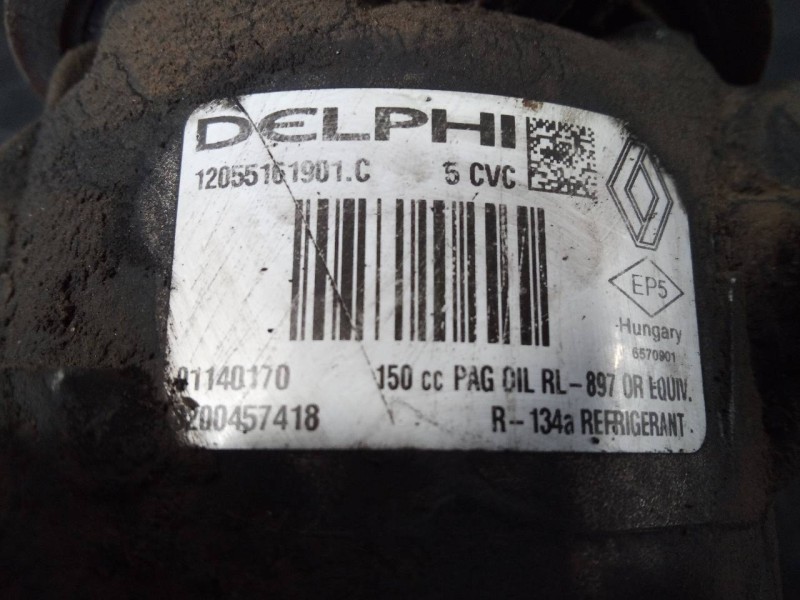 DELPHI
12055161901.C 5 CVC
EP5
Hungary
6570901
01140170 150 cc PAG OIL RL-897 OR EQUIV.
8200457418 R-134a REFRIGERANT